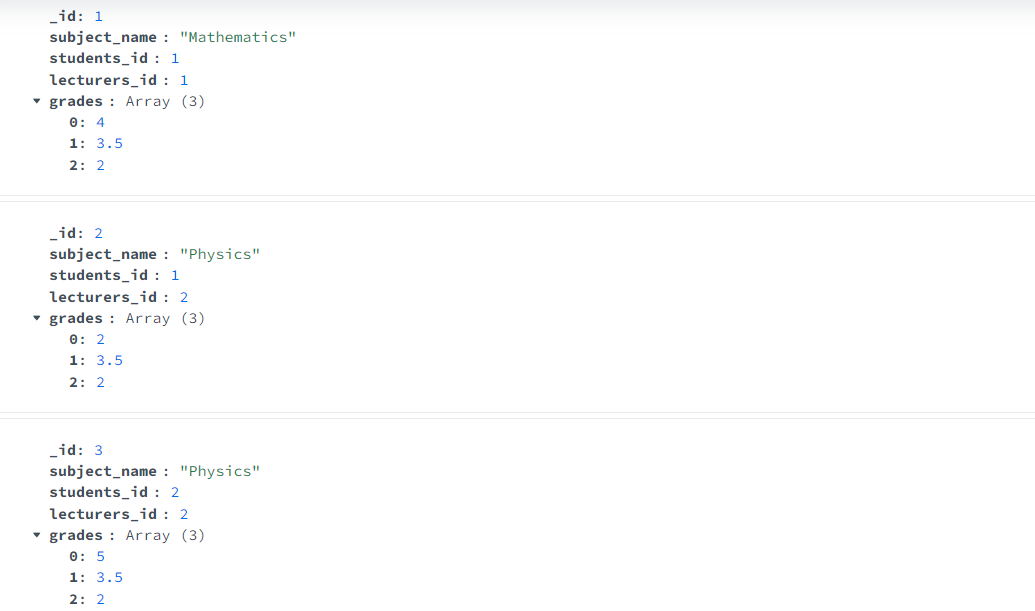 _id: 1
subject_name : "Mathematics"
students_id : 1
lecturers_id : 1
grades : Array (3)
0: 4
1: 3.5
2: 2
_id: 2
subject_name : "Physics"
students_id : 1
lecturers_id : 2
grades : Array (3)
0: 2
1: 3.5
2: 2
_id: 3
subject_name : "Physics"
students_id : 2
lecturers_id : 2
grades : Array (3)
0: 5
1: 3.5
2: 2